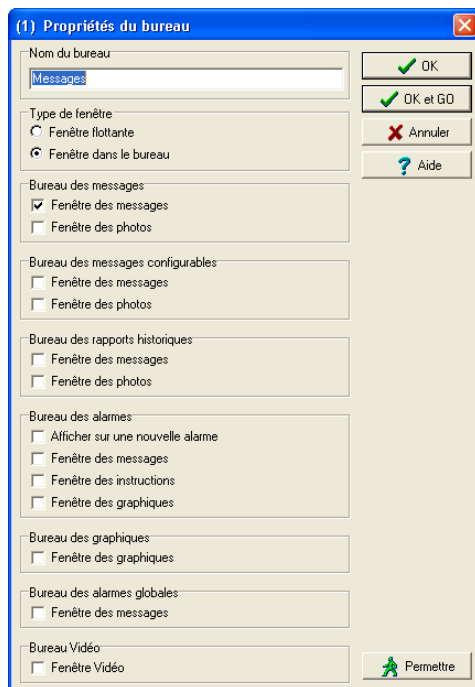 (1) Propriétés du bureau
Nom du bureau
Messages
OK
OK et GO
Annuler
Aide
Type de fenêtre
Fenêtre flottante
Fenêtre dans le bureau
Bureau des messages
Fenêtre des messages
Fenêtre des photos
Bureau des messages configurables
Fenêtre des messages
Fenêtre des photos
Bureau des rapports historiques
Fenêtre des messages
Fenêtre des photos
Bureau des alarmes
Afficher sur une nouvelle alarme
Fenêtre des messages
Fenêtre des instructions
Fenêtre des graphiques
Bureau des graphiques
Fenêtre des graphiques
Bureau des alarmes globales
Fenêtre des messages
Bureau Vidéo
Fenêtre Vidéo
Permettre